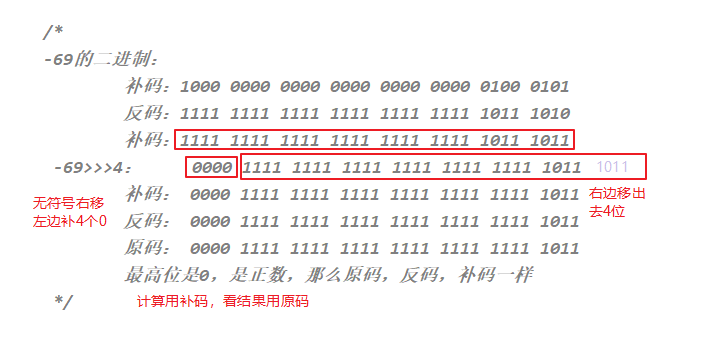 /*
-69的二进制：
补码：1000 0000 0000 0000 0000 0000 0100 0101
反码：1111 1111 1111 1111 1111 1111 1011 1010
补码：1111 1111 1111 1111 1111 1111 1011 1011
-69>>>4： 0000 1111 1111 1111 1111 1111 1111 1011 1011
无符号右移
左边补4个0
补码： 0000 1111 1111 1111 1111 1111 1111 1011
右边移出
去4位
反码： 0000 1111 1111 1111 1111 1111 1111 1011
原码： 0000 1111 1111 1111 1111 1111 1111 1011
最高位是0，是正数，那么原码，反码，补码一样
*/
计算用补码，看结果用原码